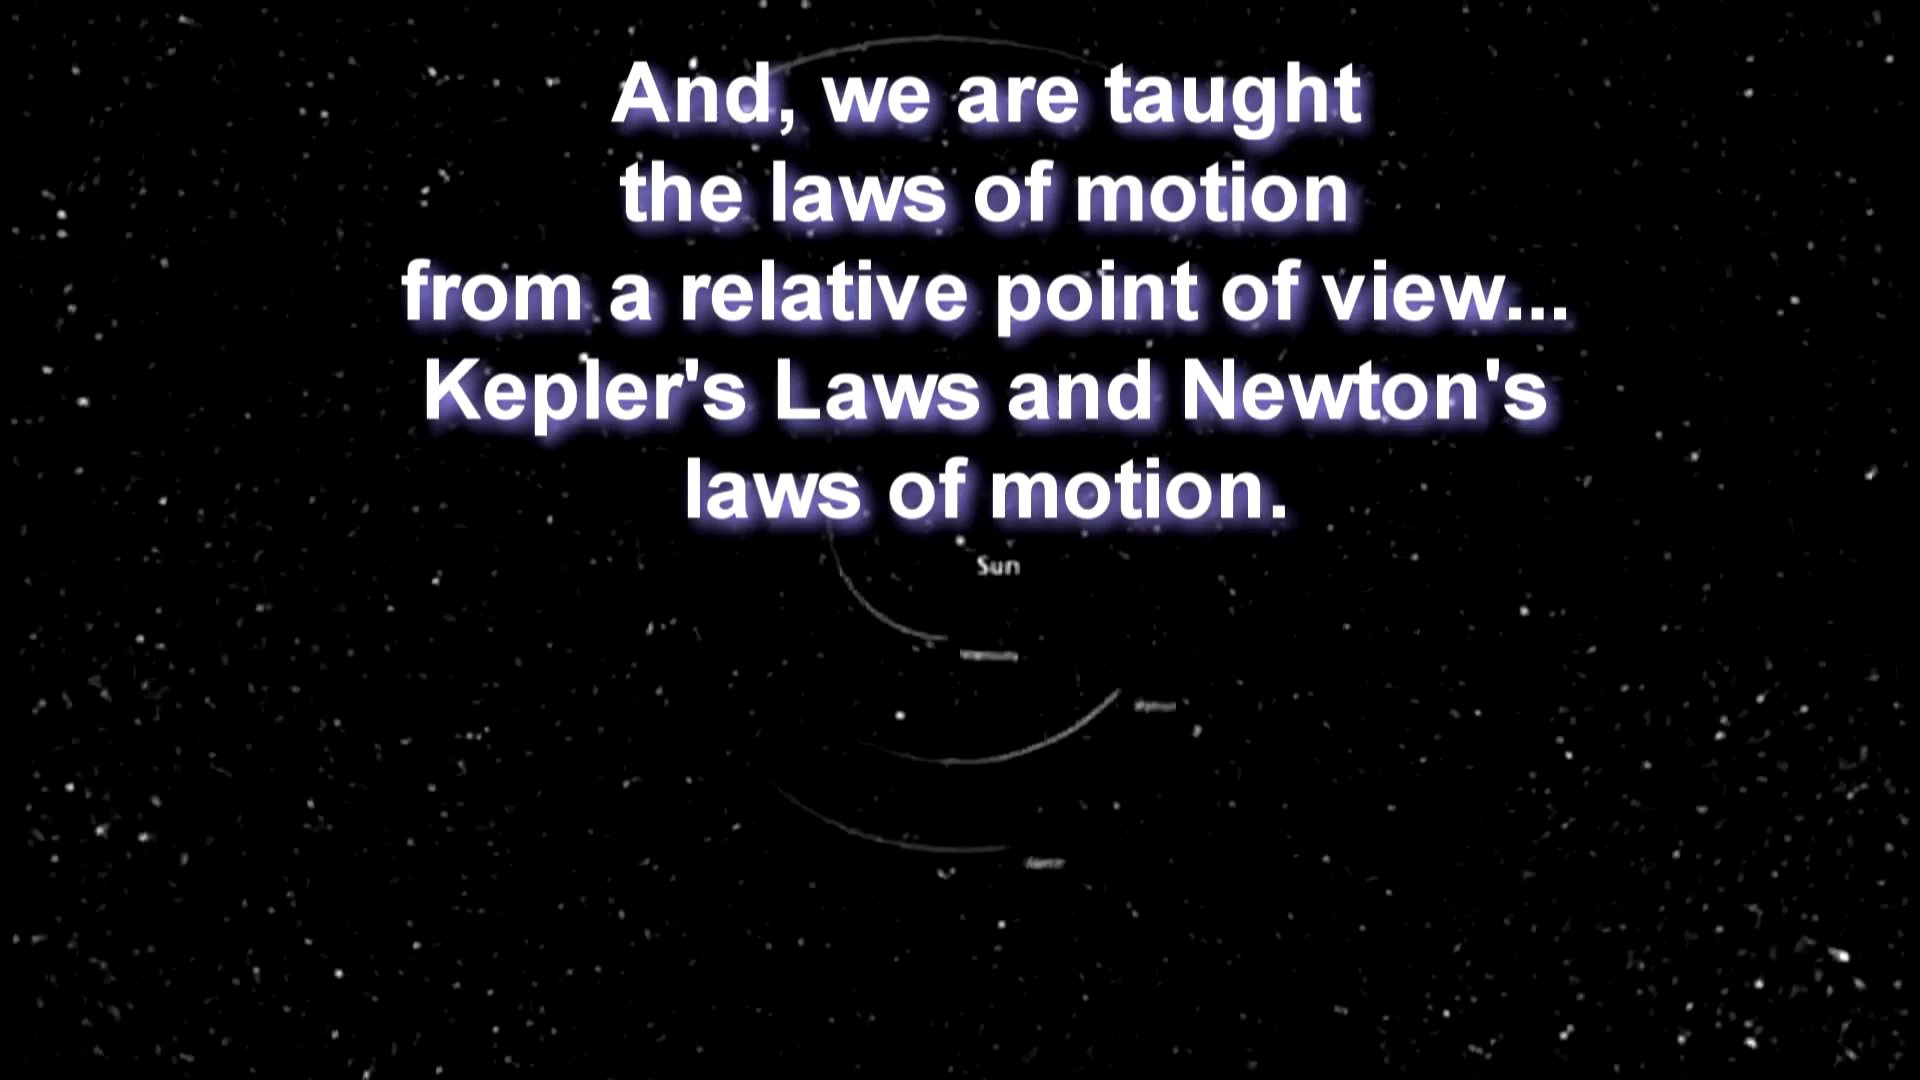 And, we are taught
the laws of motion
from a relative point of view...
Kepler's Laws and Newton's
laws of motion.
Sun